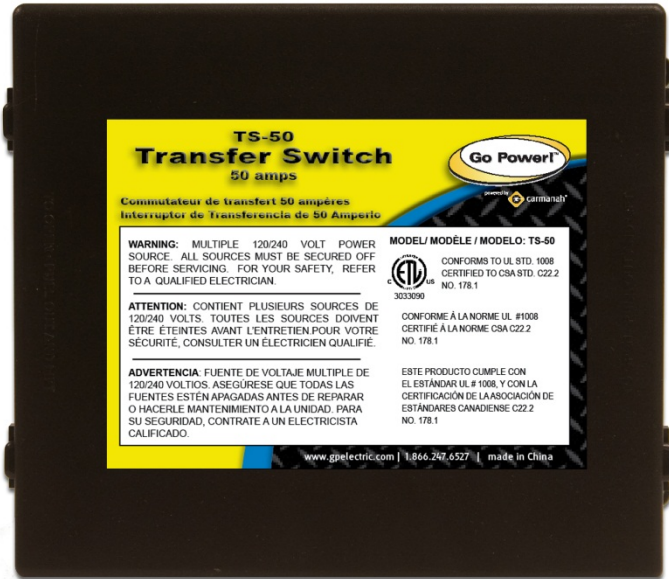 TS-50
Transfer Switch
50 amps
Go Power!™
powered by
carmanah®
Commutateur de transfert 50 ampères
Interruptor de Transferencia de 50 Amperio
WARNING: MULTIPLE 120/240 VOLT POWER
SOURCE. ALL SOURCES MUST BE SECURED OFF
BEFORE SERVICING. FOR YOUR SAFETY, REFER
TO A QUALIFIED ELECTRICIAN.
ATTENTION: CONTIENT PLUSIEURS SOURCES DE
120/240 VOLTS. TOUTES LES SOURCES DOIVENT
ÊTRE ÉTEINTES AVANT L'ENTRETIEN.POUR VOTRE
SÉCURITÉ, CONSULTER UN ÉLECTRICIEN QUALIFIÉ.
ADVERTENCIA: FUENTE DE VOLTAJE MULTIPLE DE
120/240 VOLTIOS. ASEGÚRESE QUE TODAS LAS
FUENTES ESTÉN APAGADAS ANTES DE REPARAR
O HACERLE MANTENIMIENTO A LA UNIDAD. PARA
SU SEGURIDAD, CONTRATE A UN ELECTRICISTA
CALIFICADO.
MODEL/ MODÈLE / MODELO: TS-50
C ETL US
3033090
CONFORMS TO UL STD. 1008
CERTIFIED TO CSA STD. C22.2
NO. 178.1
CONFORME À LA NORME UL #1008
CERTIFIÉ À LA NORME CSA C22.2
NO. 178.1
ESTE PRODUCTO CUMPLE CON
EL ESTÁNDAR UL # 1008, Y CON LA
CERTIFICACIÓN DE LA ASOCIACIÓN DE
ESTÁNDARES CANADIENSE C22.2
NO. 178.1
www.gpelectric.com | 1.866.247.6527 | made in China